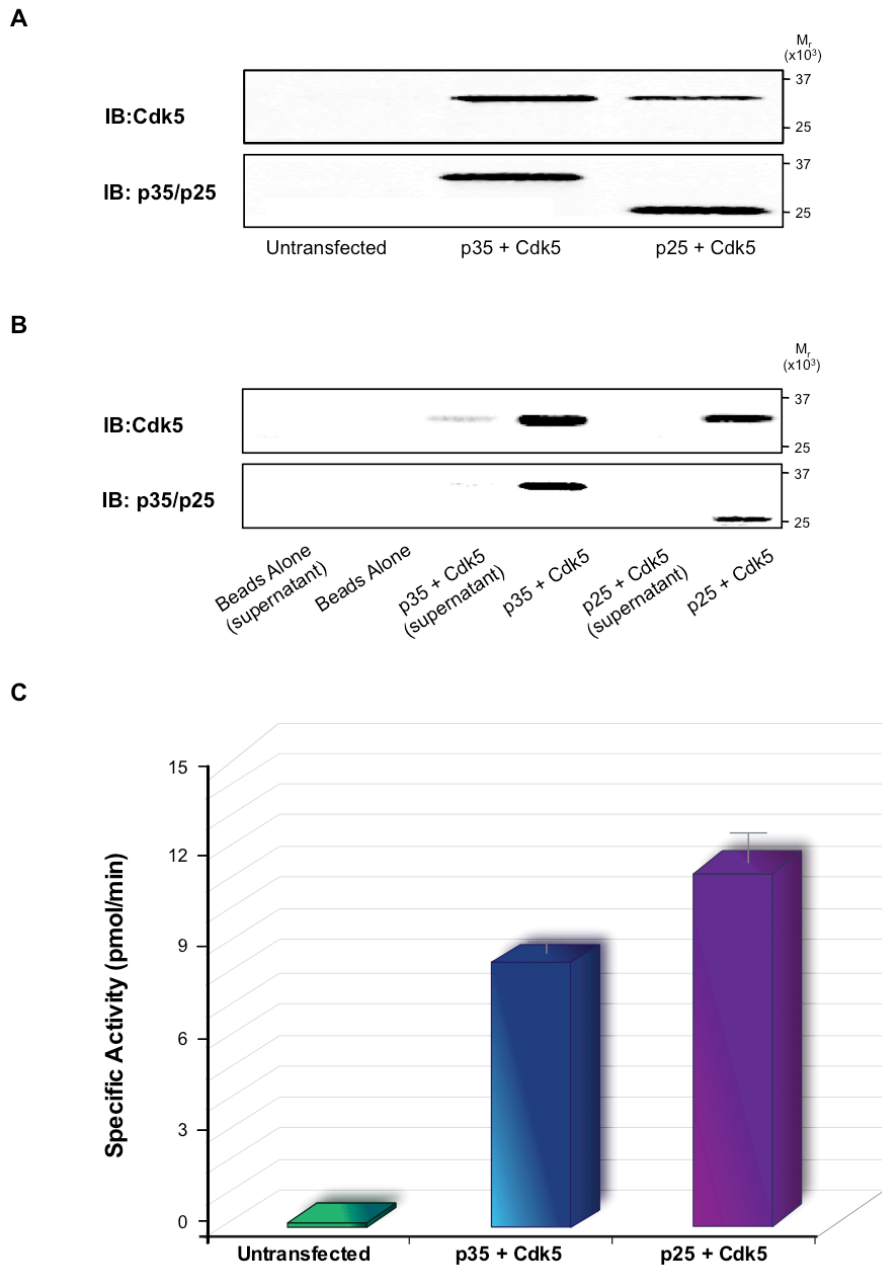 A
Mr
(x10³)
37
IB:Cdk5
25
37
IB: p35/p25
25
Untransfected p35 + Cdk5 p25 + Cdk5
B
Mr
(x10³)
37
IB:Cdk5
25
37
IB: p35/p25
25
Beads Alone
(supernatant)
Beads Alone
p35 + Cdk5
(supernatant)
p35 + Cdk5
p25 + Cdk5
(supernatant)
p25 + Cdk5
C
15
12
9
6
3
0
Specific Activity (pmol/min)
Untransfected p35 + Cdk5 p25 + Cdk5